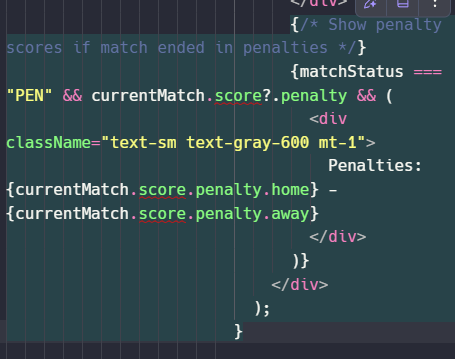 </div>
{/* Show penalty
scores if match ended in penalties */}
{matchStatus ===
"PEN" && currentMatch.score?.penalty && (
<div
className="text-sm text-gray-600 mt-1">
Penalties:
{currentMatch.score.penalty.home} -
{currentMatch.score.penalty.away}
</div>
)}
</div>
);
}